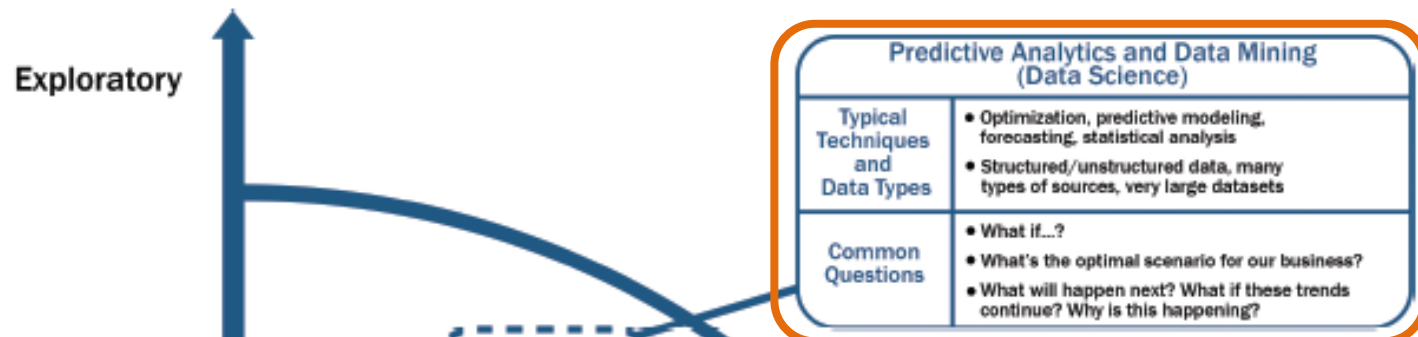 Exploratory
Predictive Analytics and Data Mining
(Data Science)
Typical
Techniques
and
Data Types
• Optimization, predictive modeling,
forecasting, statistical analysis
• Structured/unstructured data, many
types of sources, very large datasets
Common
Questions
• What if...?
• What's the optimal scenario for our business?
• What will happen next? What if these trends
continue? Why is this happening?